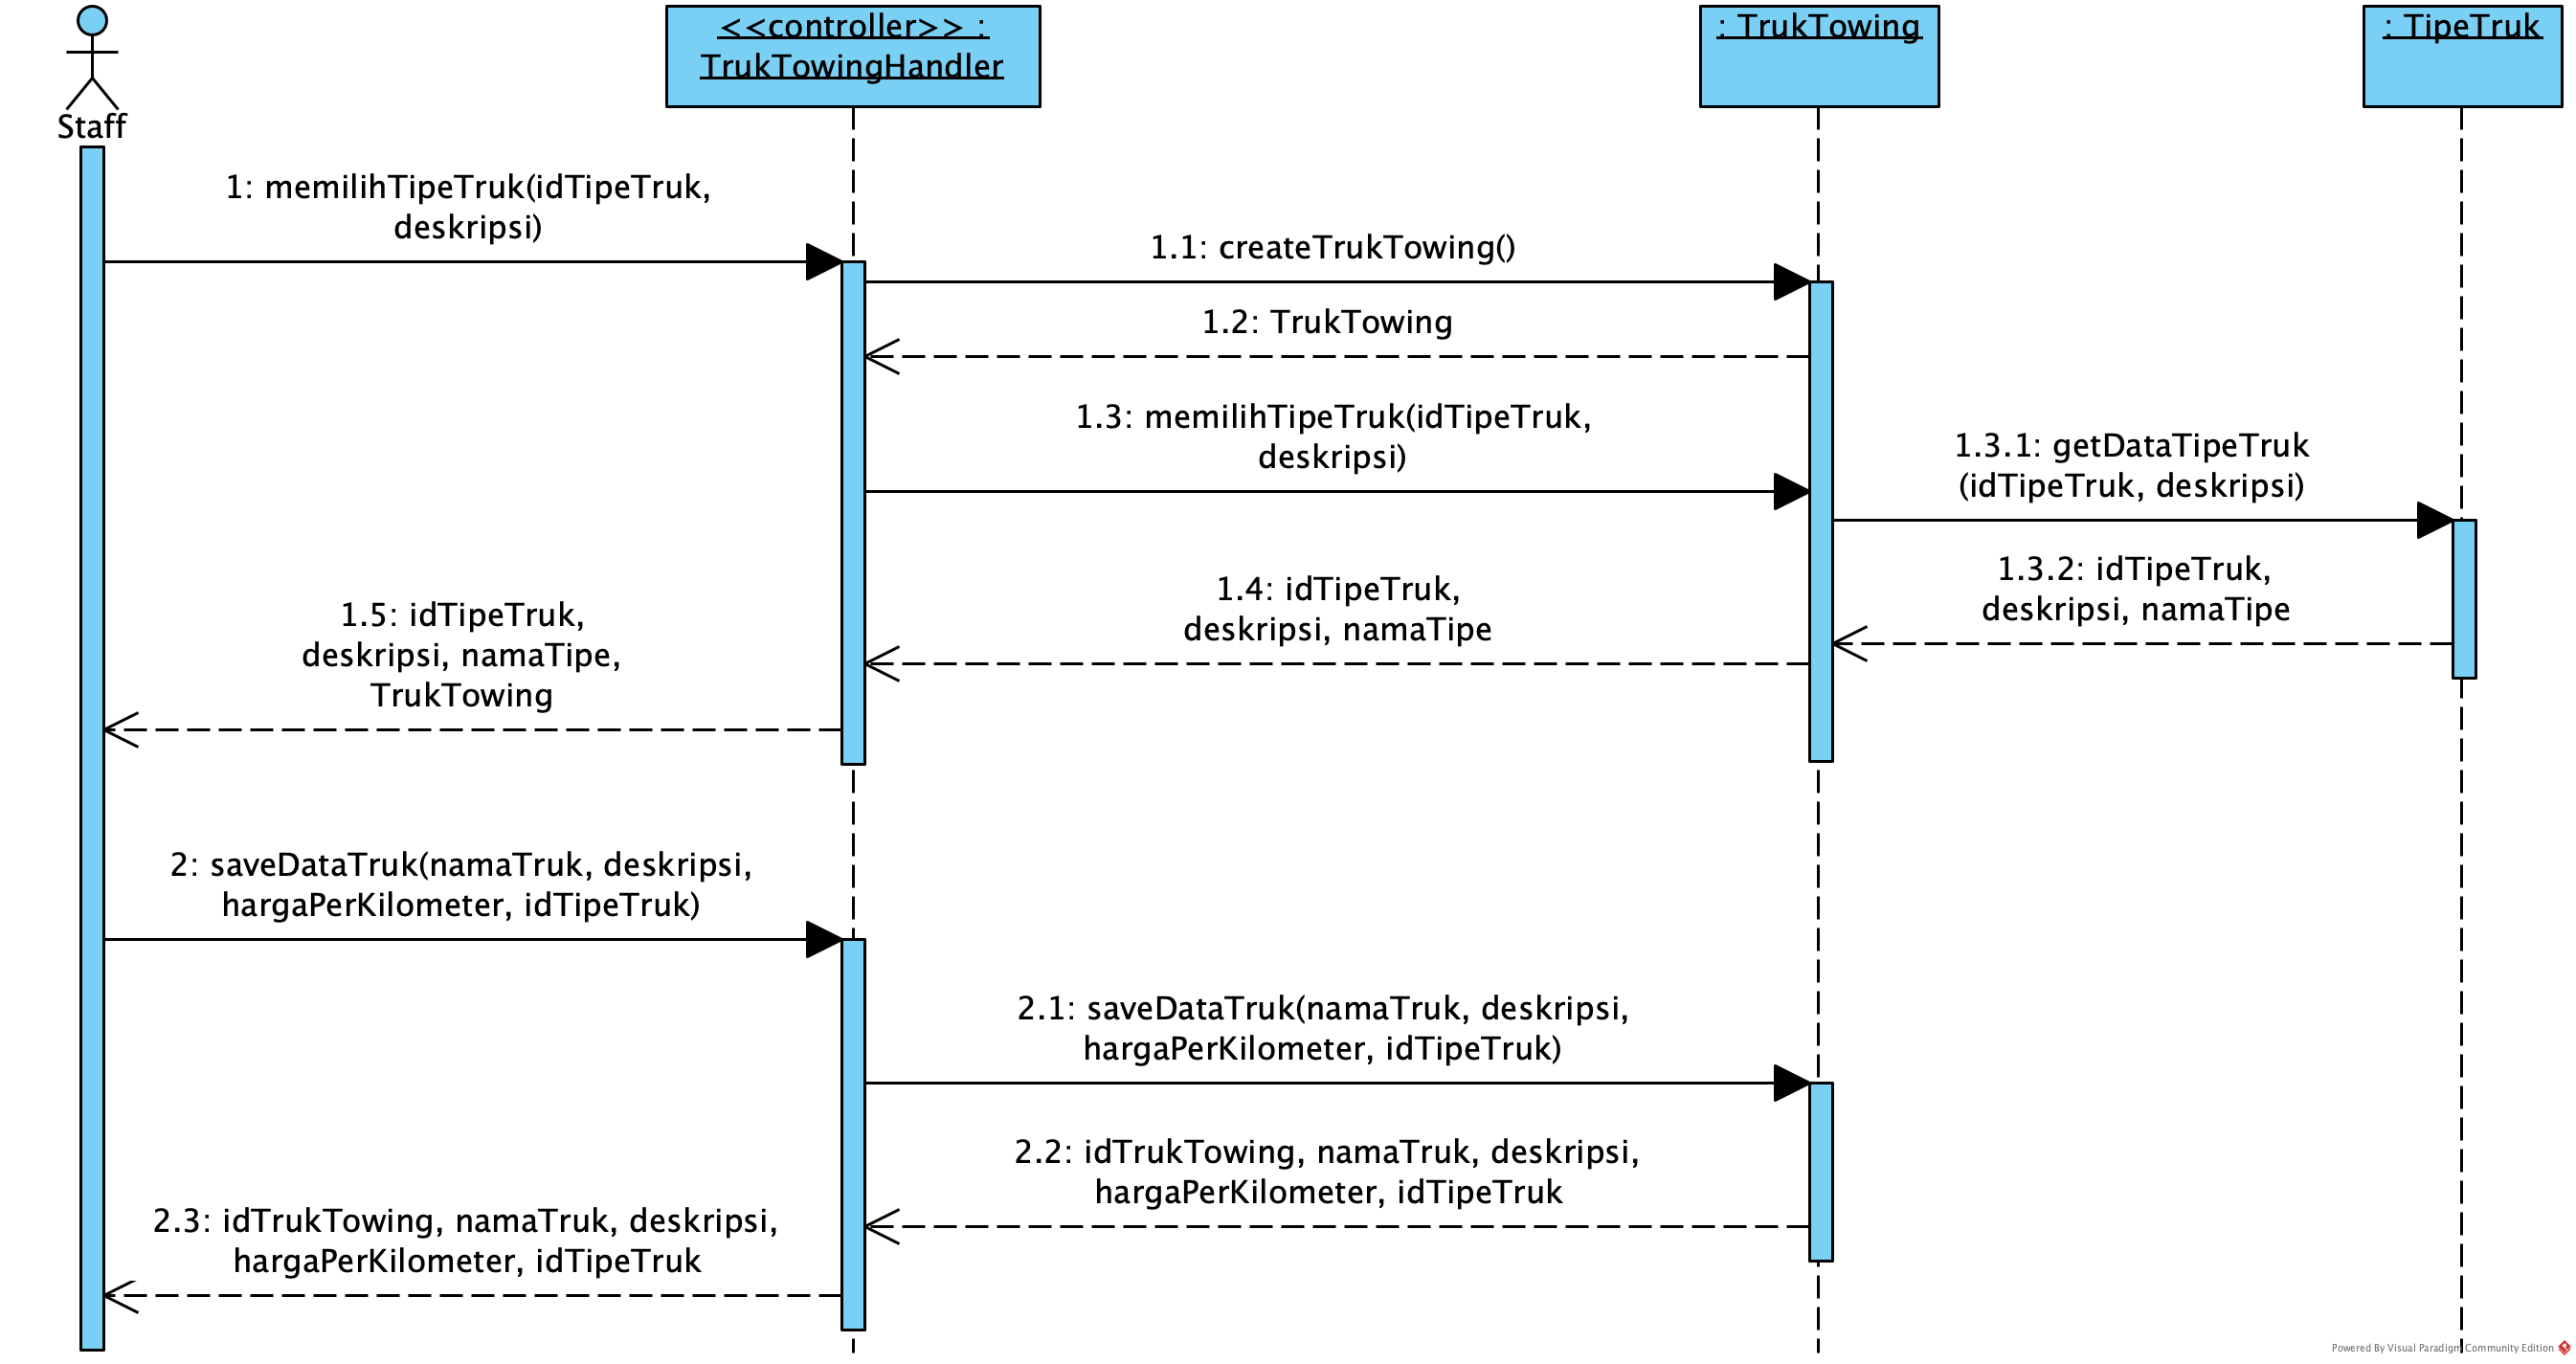 <<controller>> :
TrukTowingHandler
: TrukTowing
: TipeTruk
Staff
1: memilihTipeTruk(idTipeTruk,
deskripsi)
1.1: createTrukTowing()
1.2: TrukTowing
1.3: memilihTipeTruk(idTipeTruk,
deskripsi)
1.3.1: getDataTipeTruk
(idTipeTruk, deskripsi)
1.3.2: idTipeTruk,
deskripsi, namaTipe
1.4: idTipeTruk,
deskripsi, namaTipe
1.5: idTipeTruk,
deskripsi, namaTipe,
TrukTowing
2: saveDataTruk(namaTruk, deskripsi,
hargaPerKilometer, idTipeTruk)
2.1: saveDataTruk(namaTruk, deskripsi,
hargaPerKilometer, idTipeTruk)
2.2: idTrukTowing, namaTruk, deskripsi,
hargaPerKilometer, idTipeTruk
2.3: idTrukTowing, namaTruk, deskripsi,
hargaPerKilometer, idTipeTruk
Powered By Visual Paradigm Community Edition